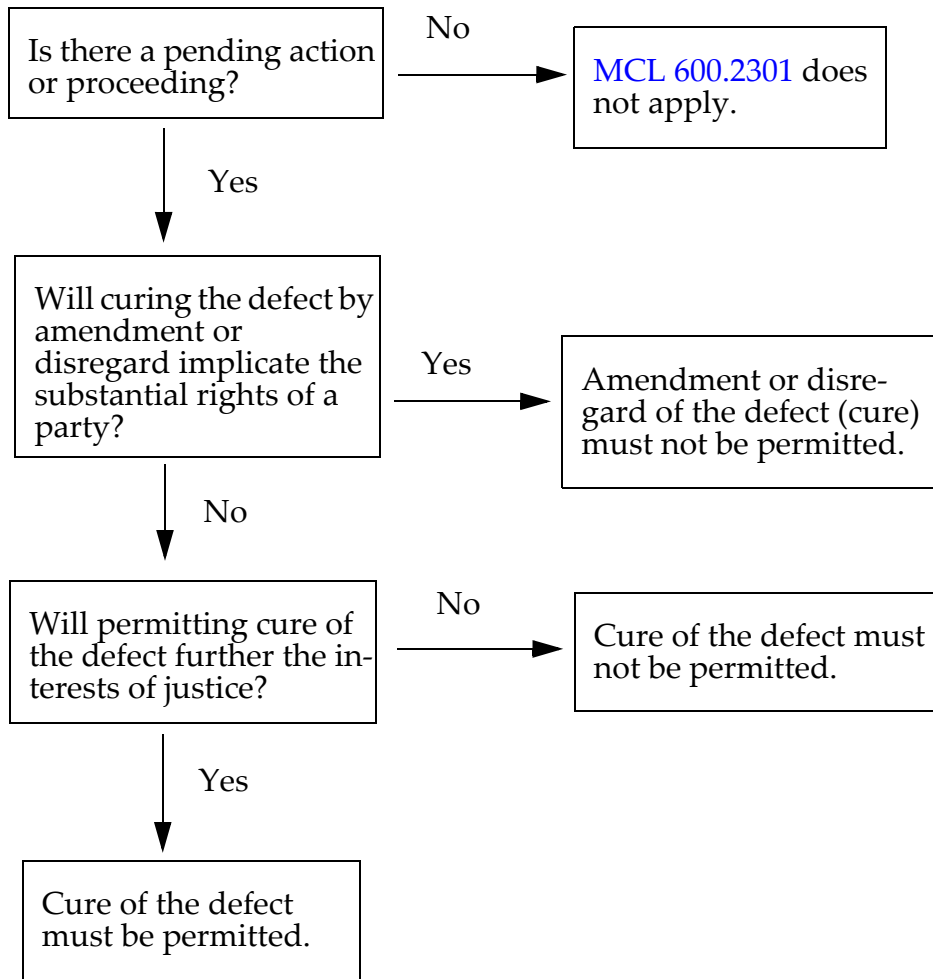 Is there a pending action
or proceeding?
No
MCL 600.2301 does
not apply.
Yes
Will curing the defect by
amendment or
disregard implicate the
substantial rights of a
party?
Yes
Amendment or disre-
gard of the defect (cure)
must not be permitted.
No
Will permitting cure of
the defect further the in-
terests of justice?
No
Cure of the defect must
not be permitted.
Yes
Cure of the defect
must be permitted.